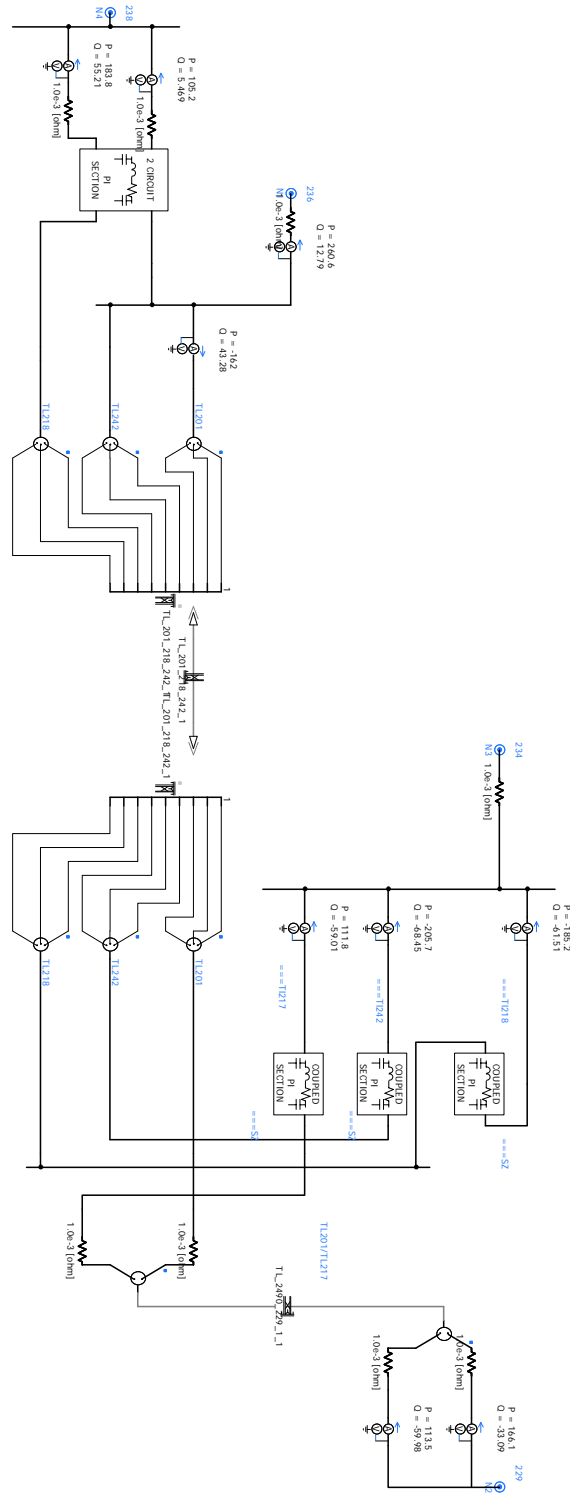 238
N4
P = 183.8
Q = 55.21
P = 105.2
Q = 5.469
1.0e-3 [ohm]
1.0e-3 [ohm]
2 CIRCUIT
PI
SECTION
236
1.0e-3 [ohm]
P = 260.6
Q = 12.79
P = -162
Q = 43.28
A
V
A
V
A
V
A
V
TL218
TL242
TL201
1
TL_201_218_242_1
TL_201_218_242_1
TL_201_218_242_1
1
TL218
TL242
TL201
234
N3
1.0e-3 [ohm]
P = 111.8
Q = -59.01
P = -205.7
Q = -68.45
P = -185.2
Q = -61.51
A
V
A
V
A
V
===TL217
===TL242
===TL218
COUPLED
PI
SECTION
COUPLED
PI
SECTION
COUPLED
PI
SECTION
===S2
===S2
===S2
1.0e-3 [ohm]
1.0e-3 [ohm]
TL201/TL217
TL_2490_229_1_1
1.0e-3 [ohm]
1.0e-3 [ohm]
P = 113.5
Q = -59.98
P = 166.1
Q = -33.09
A
V
A
V
229
N2